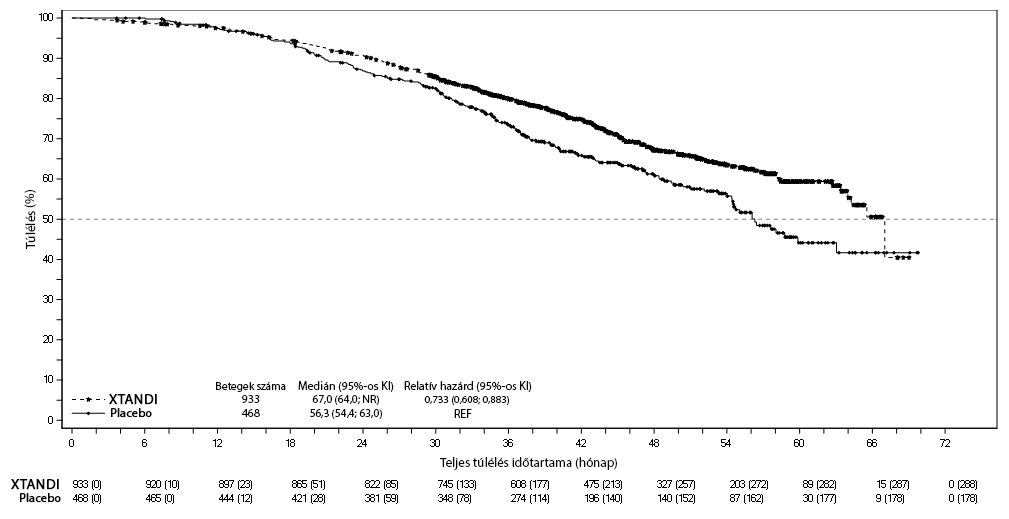 100
90
80
70
60
50
40
30
20
10
0
Túlélés (%)
Betegek száma Medián (95%-os KI) Relatív hazárd (95%-os KI)
XTANDI 933 67,0 (64,0; NR) 0,733 (0,608; 0,883)
Placebo 468 56,3 (54,4; 63,0) REF
0 6 12 18 24 30 36 42 48 54 60 66 72
Teljes túlélés időtartama (hónap)
XTANDI 933 (0) 920 (10) 897 (23) 865 (51) 822 (85) 745 (133) 608 (177) 475 (213) 327 (257) 203 (272) 89 (282) 15 (287) 0 (288)
Placebo 468 (0) 465 (0) 444 (12) 421 (28) 381 (59) 348 (78) 274 (114) 196 (140) 140 (152) 87 (162) 30 (177) 9 (178) 0 (178)